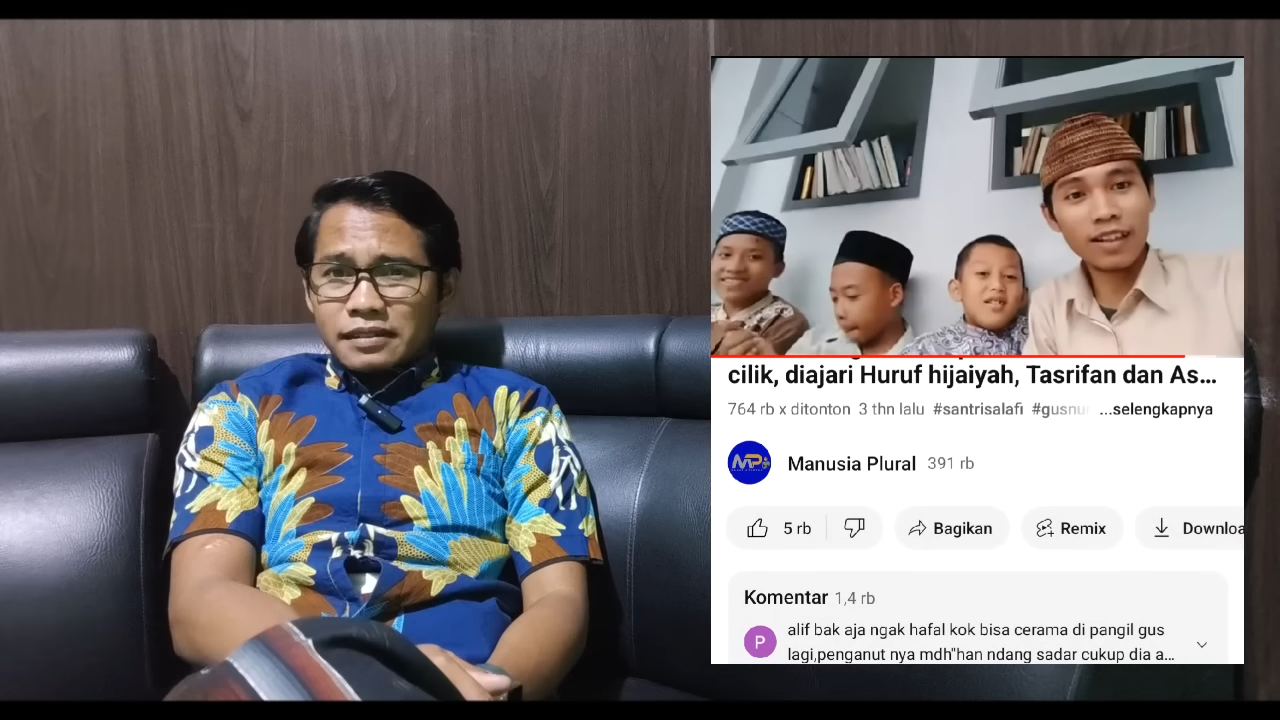 cilik, diajari Huruf hijaiyah, Tasrifan dan As...
764 rb x ditonton 3 thn lalu #santrisalafi #gusnu ...selengkapnya
MP
Manusia Plural 391 rb
5 rb Bagikan Remix Downloa
Komentar 1,4 rb
P
alif bak aja ngak hafal kok bisa cerama di pangil gus
lagi,penganut nya mdh"han ndang sadar cukup dia a...